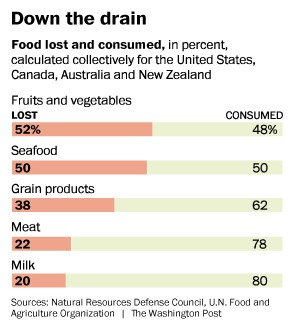 Down the drain
Food lost and consumed, in percent,
calculated collectively for the United States,
Canada, Australia and New Zealand
Fruits and vegetables
LOST CONSUMED
52% 48%
Seafood
50 50
Grain products
38 62
Meat
22 78
Milk
20 80
Sources: Natural Resources Defense Council, U.N. Food and
Agriculture Organization | The Washington Post